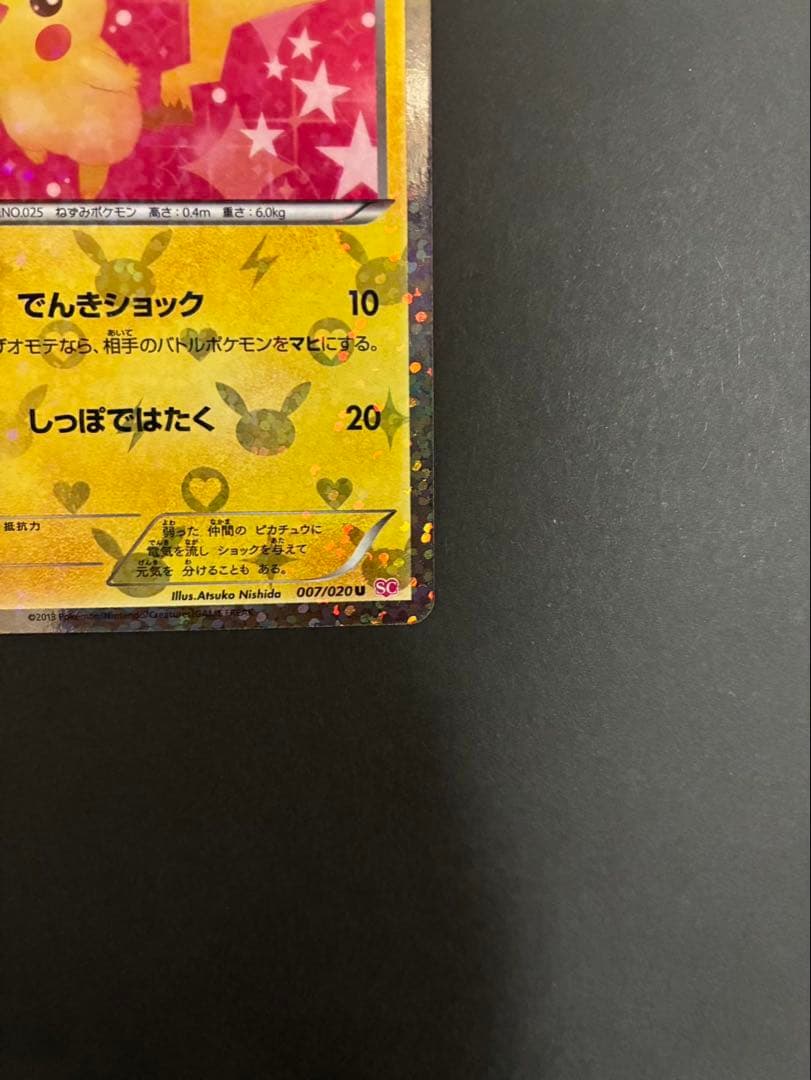 NO.025 ねずみポケモン 高さ：0.4m 重さ：6.0kg
でんきショック 10
オモテなら、相手のバトルポケモンをマヒにする。
しっぽではたく 20
抵抗力
弱った 仲間の ピカチュウに
電気を流し ショックを与えて
元気を 分けることも ある。
Illus.Atsuko Nishida 007/020 U SC
©2013 Pokémon/Nintendo/Creatures/GAME FREAK.